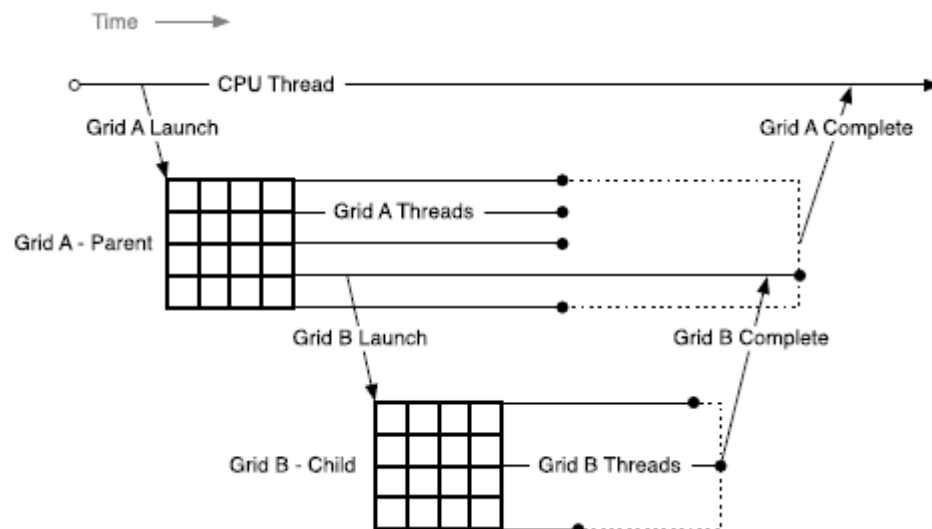 Time
CPU Thread
Grid A Launch
Grid A Complete
Grid A Threads
Grid A - Parent
Grid B Launch
Grid B Complete
Grid B - Child
Grid B Threads